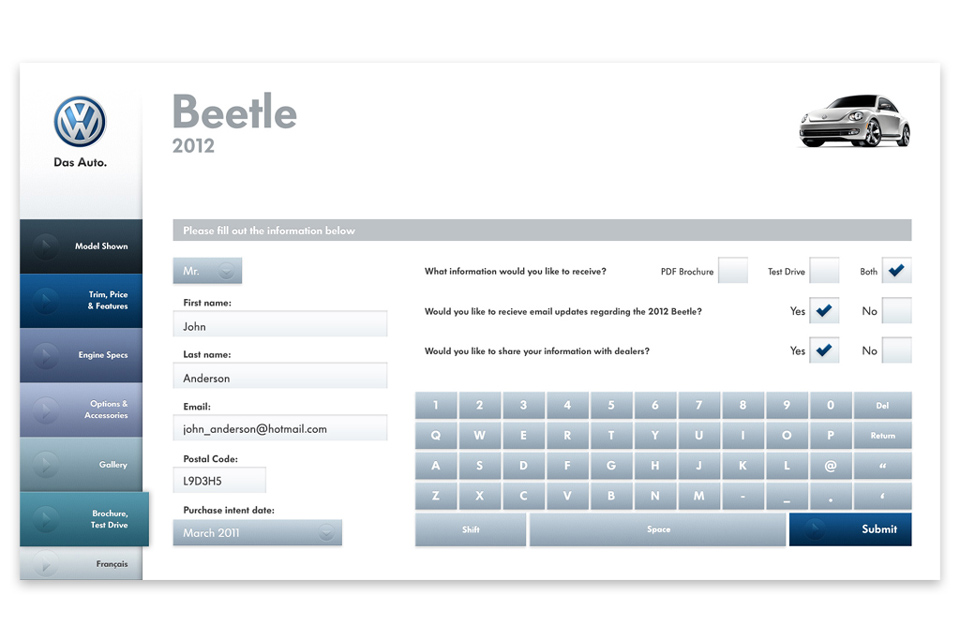 Beetle
2012
Das Auto.
Model Shown
Trim, Price
& Features
Engine Specs
Options &
Accessories
Gallery
Brochure,
Test Drive
Français
Please fill out the information below
Mr.
First name:
John
Last name:
Anderson
Email:
john_anderson@hotmail.com
Postal Code:
L9D3H5
Purchase intent date:
March 2011
What information would you like to receive? PDF Brochure Test Drive Both
Would you like to recieve email updates regarding the 2012 Beetle? Yes No
Would you like to share your information with dealers? Yes No
1 2 3 4 5 6 7 8 9 0 Del
Q W E R T Y U I O P Return
A S D F G H J K L @ “
Z X C V B N M - _ . ‘
Shift Space Submit